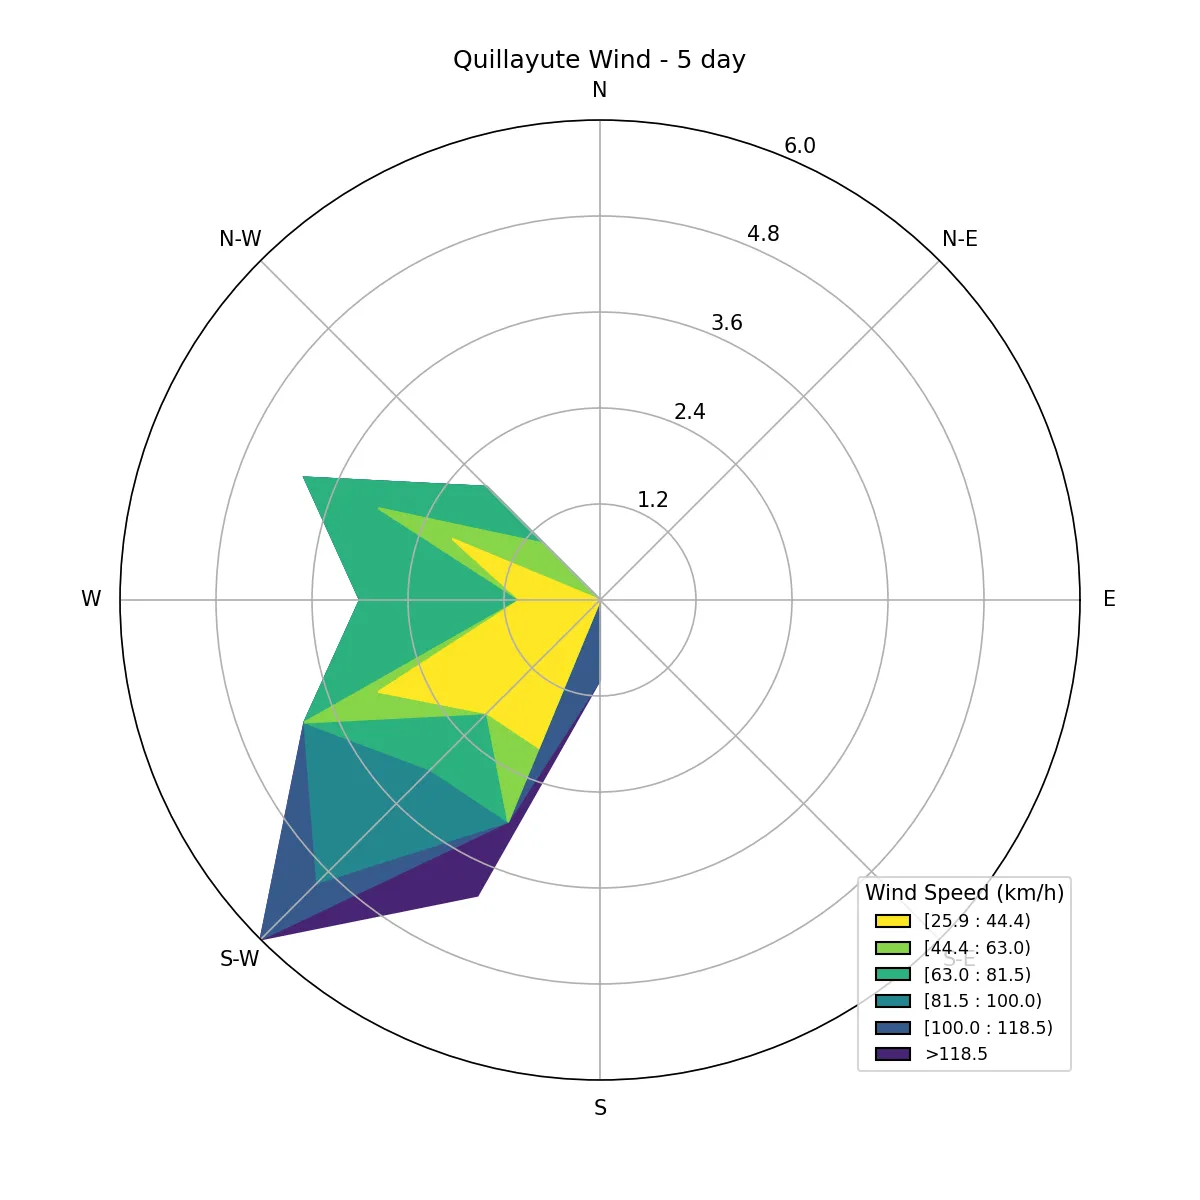 Quillayute Wind - 5 day
N
6.0
N-W
N-E
4.8
3.6
2.4
1.2
W
E
Wind Speed (km/h)
[25.9 : 44.4)
[44.4 : 63.0)
S-W
S-E
[63.0 : 81.5)
[81.5 : 100.0)
[100.0 : 118.5)
>118.5
S